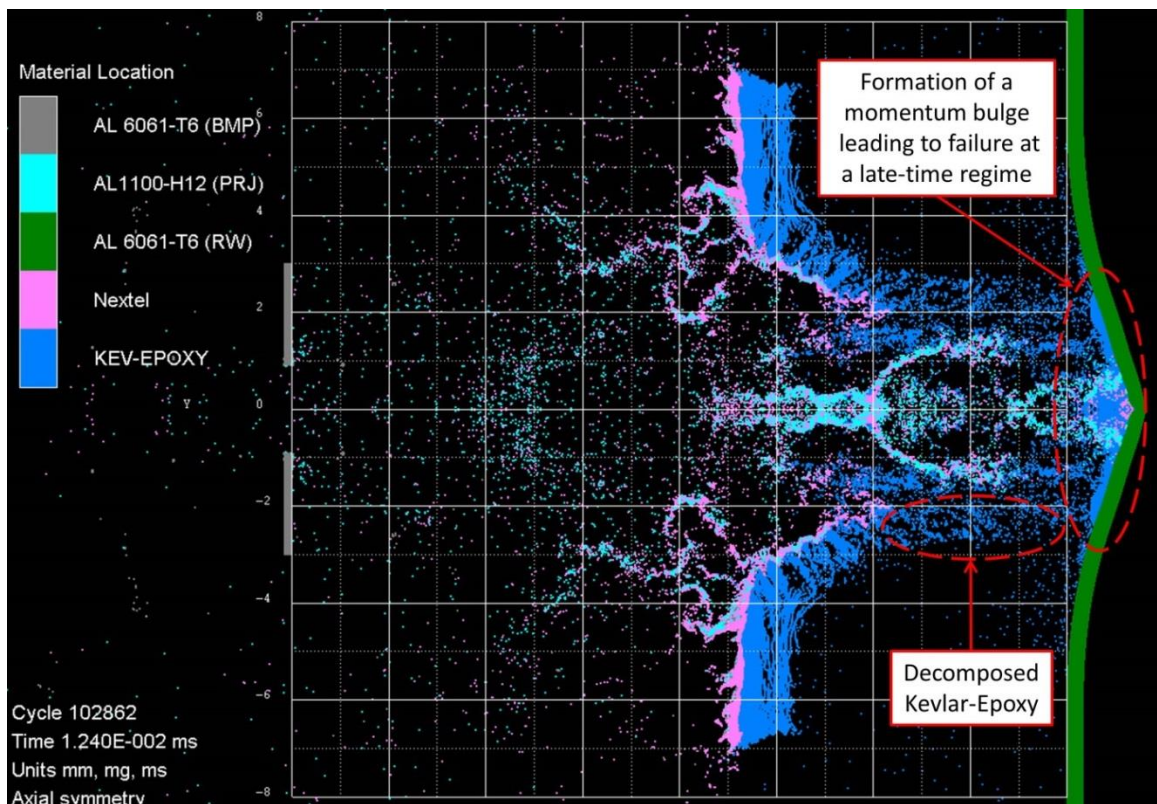 8
Material Location
AL 6061-T6 (BMP)
6
AL1100-H12 (PRJ)
AL 6061-T6 (RW)
4
Nextel
2
KEV-EPOXY
Y
0
-2
-4
-6
-8
Formation of a
momentum bulge
leading to failure at
a late-time regime
Decomposed
Kevlar-Epoxy
Cycle 102862
Time 1.240E-002 ms
Units mm, mg, ms
Axial symmetry